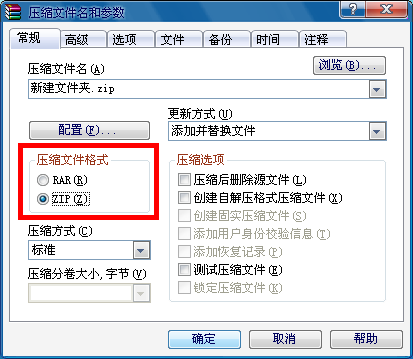 压缩文件名和参数
常规 高级 选项 文件 备份 时间 注释
压缩文件名(A)
浏览(B)...
新建文件夹.zip
更新方式(U)
配置(F)...
添加并替换文件
压缩文件格式
RAR(R)
ZIP(Z)
压缩选项
压缩后删除源文件(L)
创建自解压格式压缩文件(X)
创建固实压缩文件(S)
添加用户身份校验信息(T)
添加恢复记录(P)
测试压缩文件(E)
锁定压缩文件(K)
压缩方式(C)
标准
压缩分卷大小,字节(V)
确定 取消 帮助